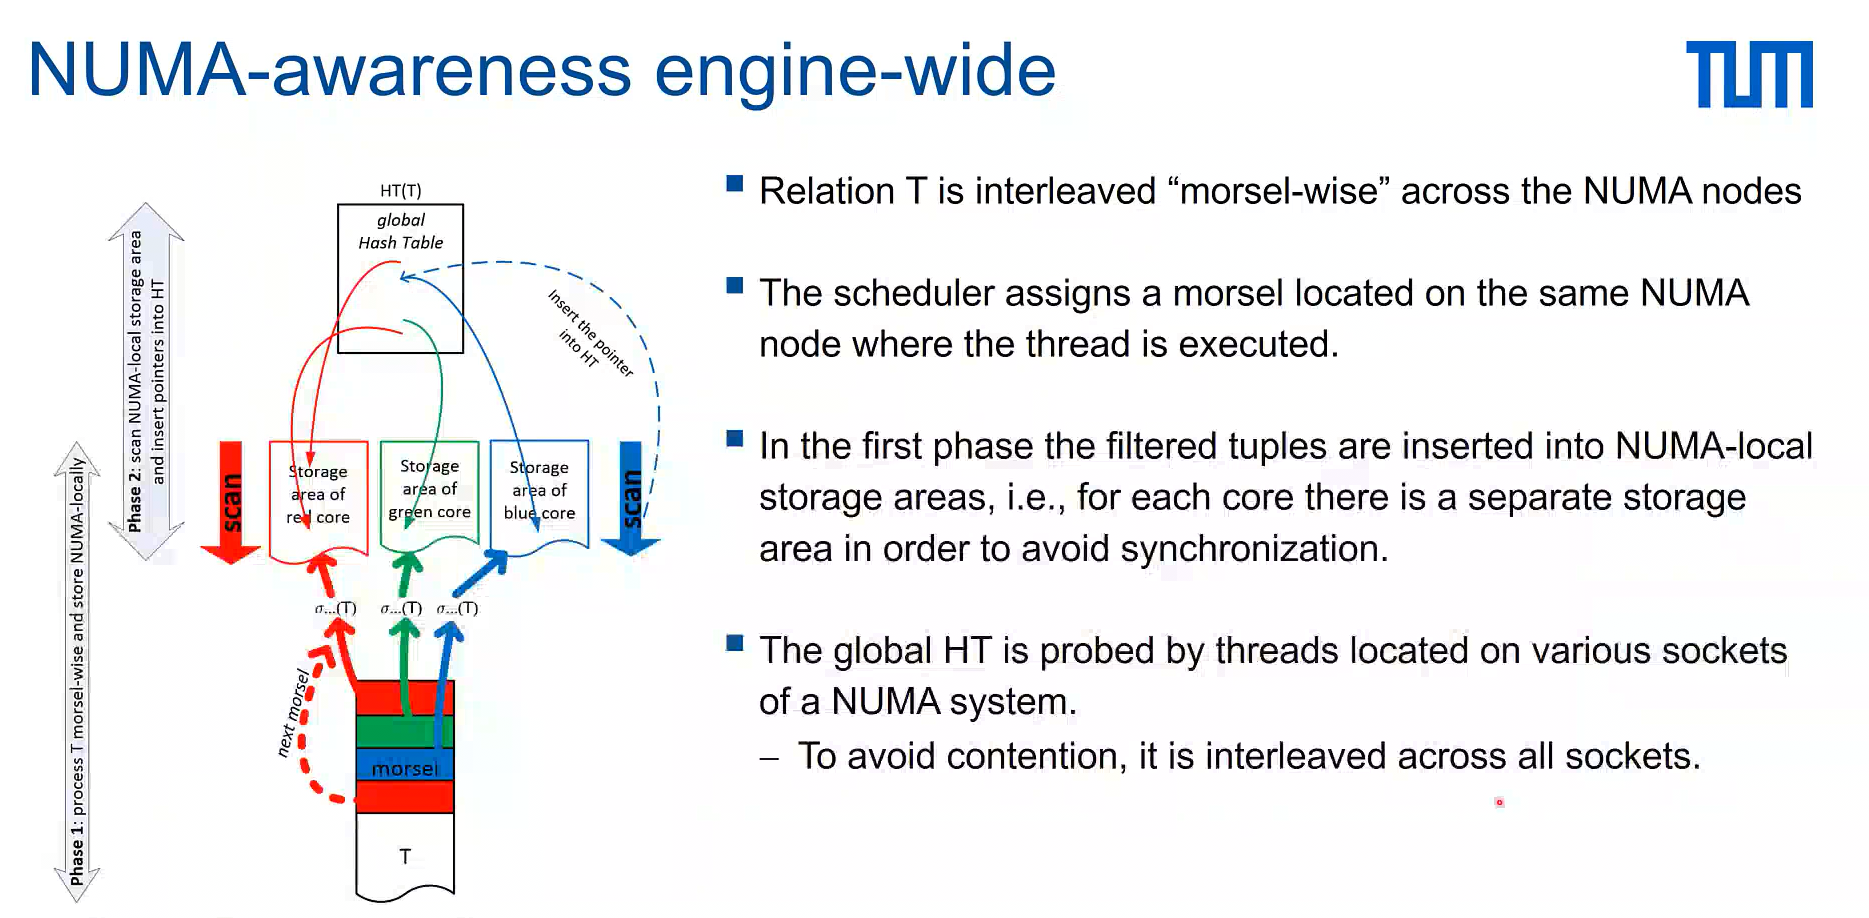 NUMA-awareness engine-wide
TUM
HT(T)
global
Hash Table
Insert the pointer
into HT
Phase 2: scan NUMA-local storage area
and insert pointers into HT
Phase 1: process T morsel-wise and store NUMA-locally
scan
Storage
area of
red core
Storage
area of
green core
Storage
area of
blue core
scan
σ...(T)
σ...(T)
σ...(T)
next morsel
morsel
T
Relation T is interleaved “morsel-wise” across the NUMA nodes
The scheduler assigns a morsel located on the same NUMA
node where the thread is executed.
In the first phase the filtered tuples are inserted into NUMA-local
storage areas, i.e., for each core there is a separate storage
area in order to avoid synchronization.
The global HT is probed by threads located on various sockets
of a NUMA system.
– To avoid contention, it is interleaved across all sockets.